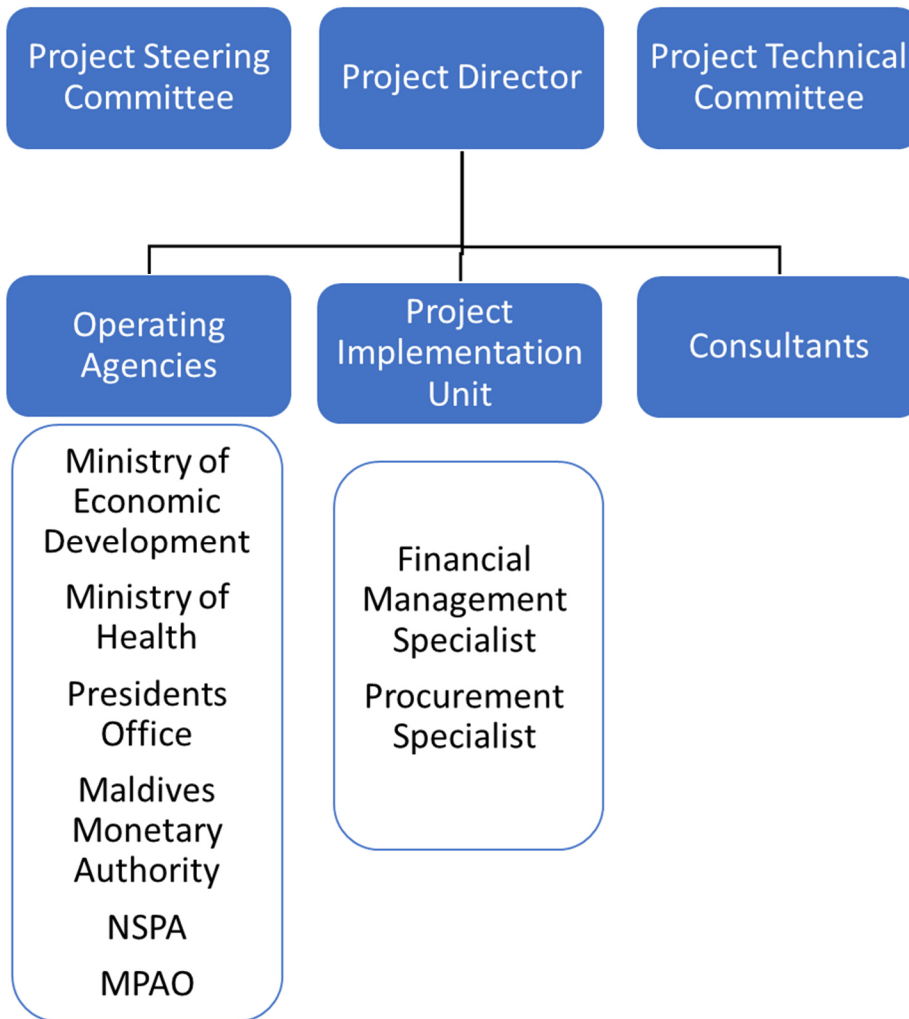 Project Steering
Committee
Project Director
Project Technical
Committee
Operating
Agencies
Project
Implementation
Unit
Consultants
Ministry of
Economic
Development
Ministry of
Health
Presidents
Office
Maldives
Monetary
Authority
NSPA
MPAO
Financial
Management
Specialist
Procurement
Specialist